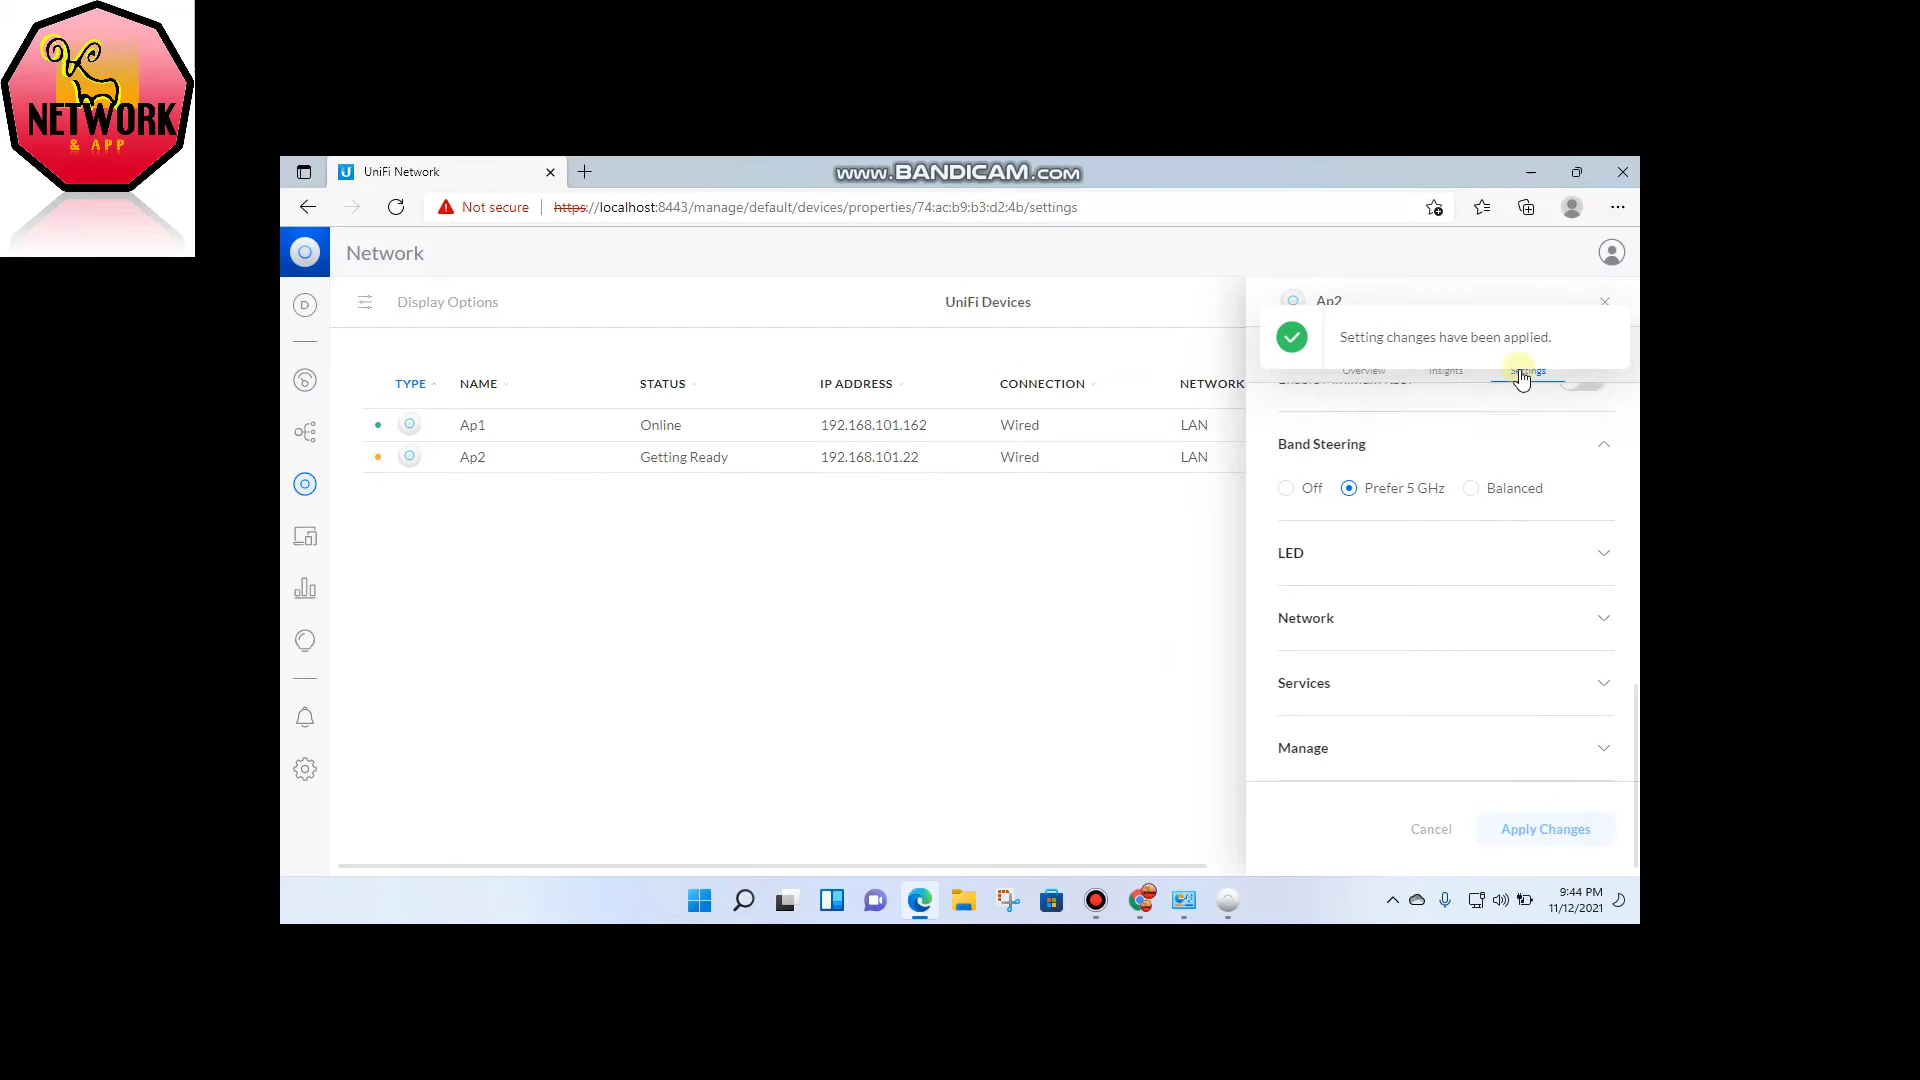 NETWORK
& APP
UniFi Network
www.BANDICAM.com
Not secure
https://localhost:8443/manage/default/devices/properties/74:ac:b9:b3:d2:4b/settings
Network
D
Display Options
UniFi Devices
Ap2
Setting changes have been applied.
Overview
Insights
Settings
TYPE
NAME
STATUS
IP ADDRESS
CONNECTION
NETWORK
Ap1
Online
192.168.101.162
Wired
LAN
Ap2
Getting Ready
192.168.101.22
Wired
LAN
Band Steering
Off
Prefer 5 GHz
Balanced
LED
Network
Services
Manage
Cancel
Apply Changes
9:44 PM
11/12/2021